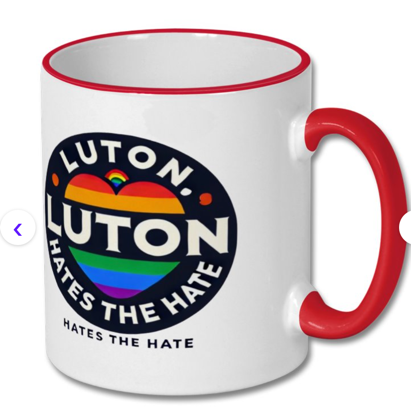 LUTON,
LUTON
HATES THE HATE
HATES THE HATE